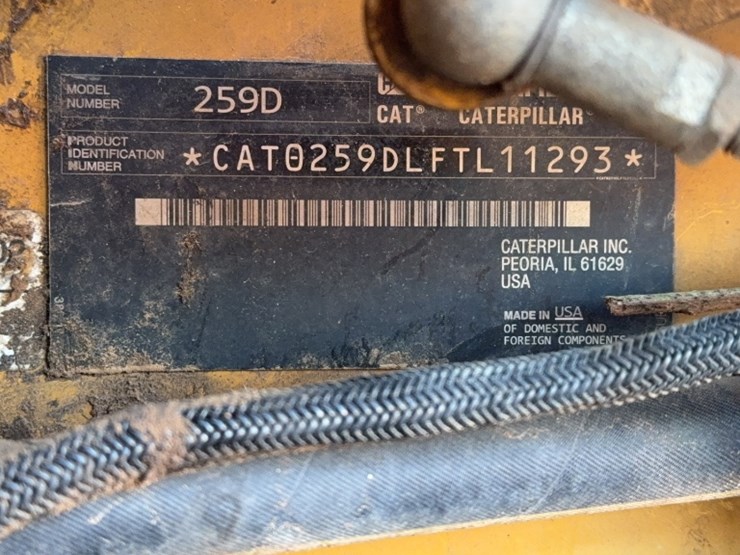 MODEL
NUMBER
259D
CAT® CATERPILLAR
PRODUCT
IDENTIFICATION
NUMBER
*CAT0259DLFTL11293*
CATERPILLAR INC.
PEORIA, IL 61629
USA
MADE IN USA
OF DOMESTIC AND
FOREIGN COMPONENTS